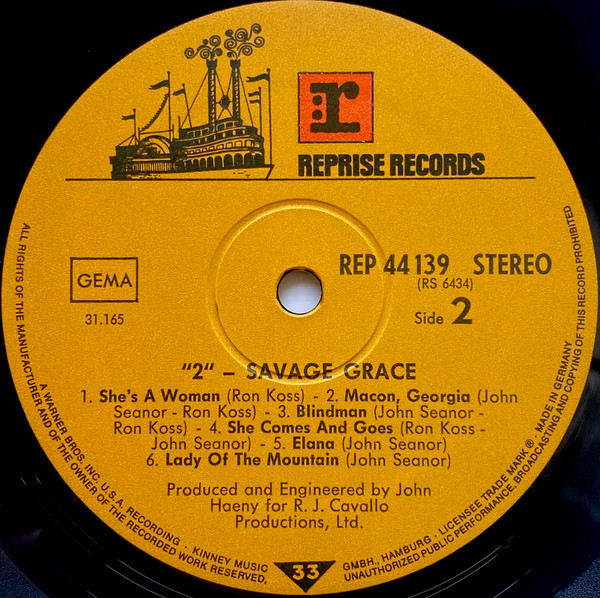 r
REPRISE RECORDS
REP 44 139 STEREO
(RS 6434)
GEMA
31.165
Side 2
"2" – SAVAGE GRACE
1. She's A Woman (Ron Koss) - 2. Macon, Georgia (John
Seanor - Ron Koss) - 3. Blindman (John Seanor -
Ron Koss) - 4. She Comes And Goes (Ron Koss -
John Seanor) - 5. Elana (John Seanor)
6. Lady Of The Mountain (John Seanor)
Produced and Engineered by John
Haeny for R. J. Cavallo
Productions, Ltd.
33
ALL RIGHTS OF THE MANUFACTURER AND OF THE OWNER OF THE RECORDED WORK RESERVED.
A WARNER BROS. INC. U.S.A. RECORDING · KINNEY MUSIC GMBH., HAMBURG · LICENSEE TRADE MARK ® · MADE IN GERMANY
UNAUTHORIZED PUBLIC PERFORMANCE, BROADCASTING AND COPYING OF THIS RECORD PROHIBITED